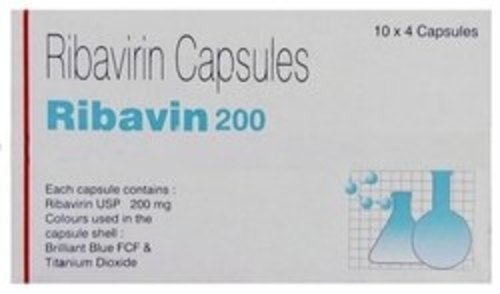 10 x 4 Capsules
Ribavirin Capsules
Ribavin 200
Each capsule contains :
Ribavirin USP 200 mg
Colours used in the
capsule shell :
Brilliant Blue FCF &
Titanium Dioxide